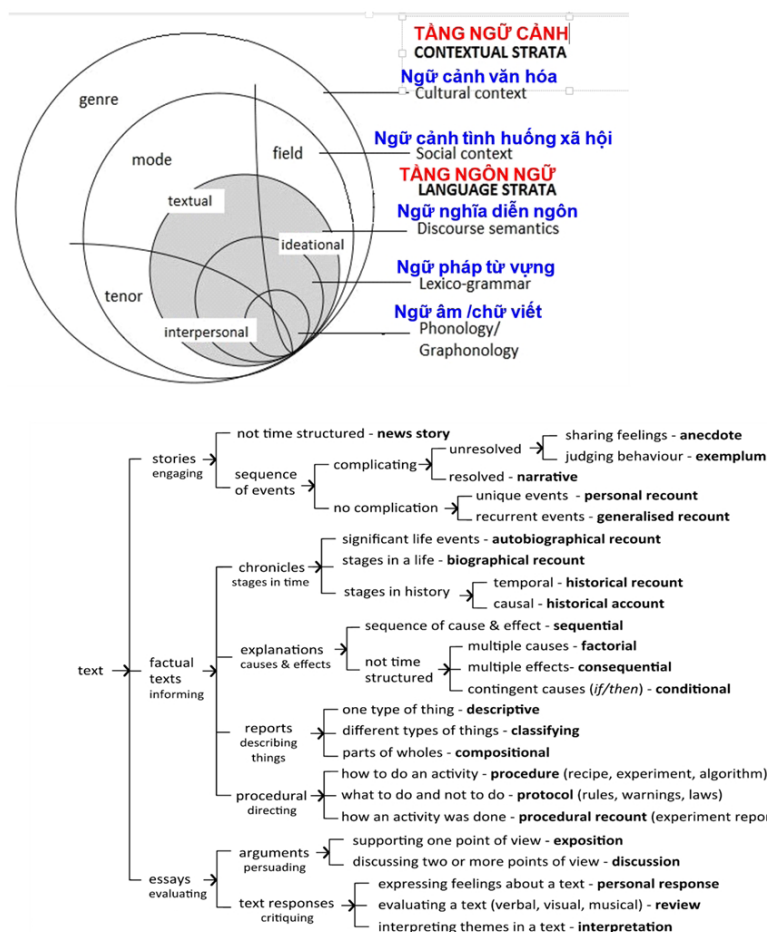 TẦNG NGỮ CẢNH
CONTEXTUAL STRATA
Ngữ cảnh văn hóa
Cultural context
genre
Ngữ cảnh tình huống xã hội
Social context
mode
field
TẦNG NGÔN NGỮ
LANGUAGE STRATA
textual
Ngữ nghĩa diễn ngôn
Discourse semantics
ideational
Ngữ pháp từ vựng
Lexico-grammar
tenor
Ngữ âm /chữ viết
interpersonal
Phonology/
Graphonology
not time structured - news story
stories
engaging
sequence
of events
complicating
unresolved
sharing feelings - anecdote
judging behaviour - exemplum
resolved - narrative
no complication
unique events - personal recount
recurrent events - generalised recount
chronicles
stages in time
significant life events - autobiographical recount
stages in a life - biographical recount
stages in history
temporal - historical recount
causal - historical account
text
factual
texts
informing
explanations
causes & effects
sequence of cause & effect - sequential
not time
structured
multiple causes - factorial
multiple effects- consequential
contingent causes (if/then) - conditional
reports
describing
things
one type of thing - descriptive
different types of things - classifying
parts of wholes - compositional
procedural
directing
how to do an activity - procedure (recipe, experiment, algorithm)
what to do and not to do - protocol (rules, warnings, laws)
how an activity was done - procedural recount (experiment repor
essays
evaluating
arguments
persuading
supporting one point of view - exposition
discussing two or more points of view - discussion
text responses
critiquing
expressing feelings about a text - personal response
evaluating a text (verbal, visual, musical) - review
interpreting themes in a text - interpretation